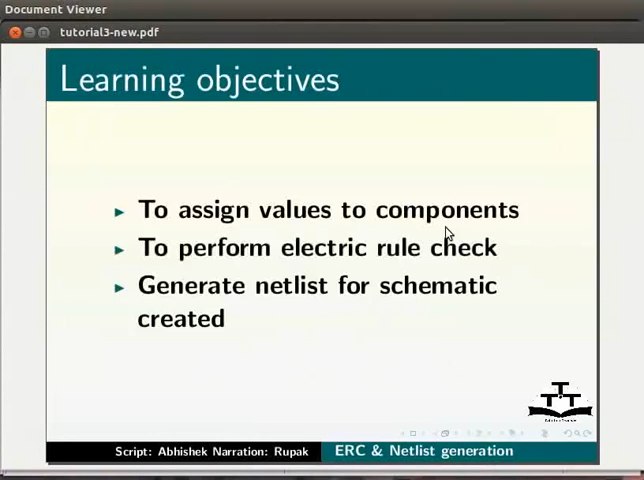 Document Viewer
tutorial3-new.pdf
Learning objectives
To assign values to components
To perform electric rule check
Generate netlist for schematic
created
T
T T
Script: Abhishek Narration: Rupak
ERC & Netlist generation